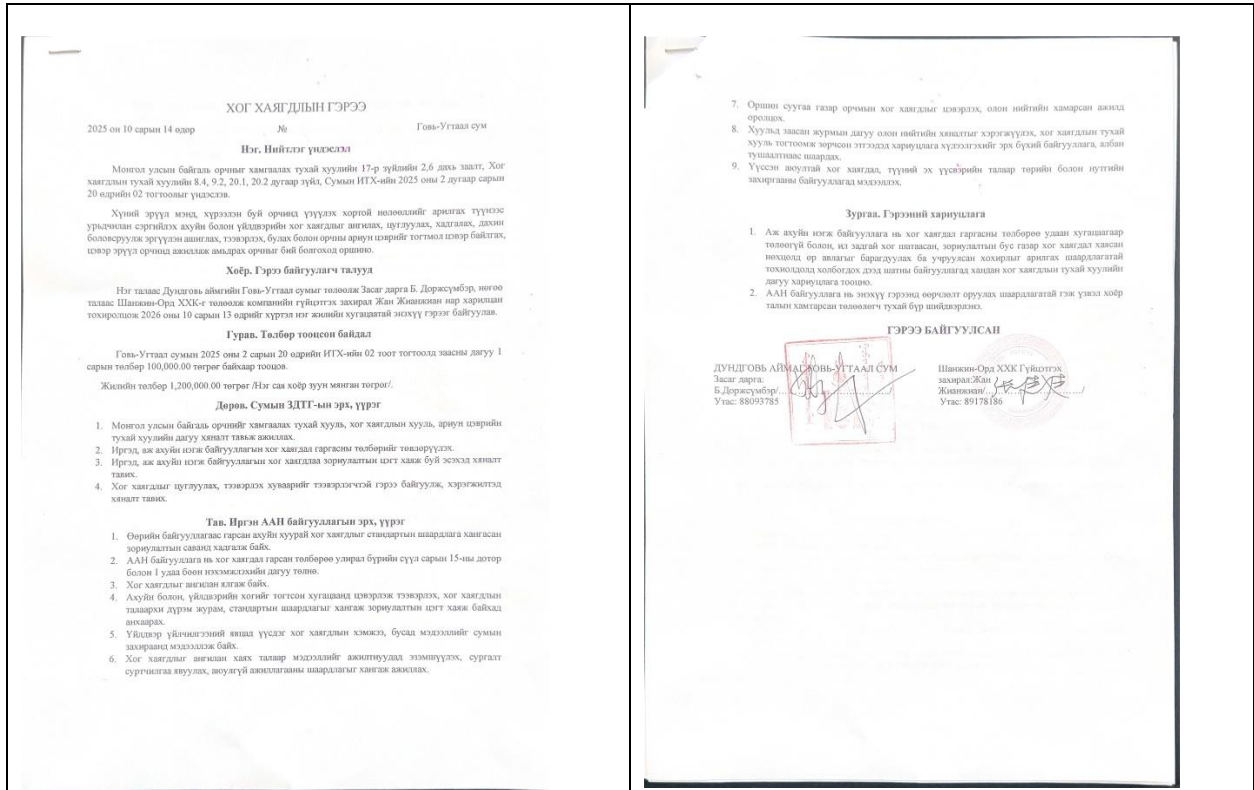 ХОГ ХАЯГДЛЫН ГЭРЭЭ
2025 он 10 сарын 14 өдөр № Говь-Угтаал сум
Нэг. Нийтлэг үндэслэл
Монгол улсын байгаль орчныг хамгаалах тухай хуулийн 17-р зүйлийн 2,6 дахь заалт, Хог
хаягдлын тухай хуулийн 8.4, 9.2, 20.1, 20.2 дугаар зүйл, Сумын ИТХ-ийн 2025 оны 2 дугаар сарын
20 өдрийн 02 тогтоолыг үндэслэв.
Хүний эрүүл мэнд, хүрээлэн буй орчинд үзүүлэх хортой нөлөөллийг арилгах түүнээс
урьдчилан сэргийлэх ахуйн болон үйлдвэрийн хог хаягдлыг ангилах, цуглуулах, хадгалах, дахин
боловсруулж эргүүлэн ашиглах, тээвэрлэх, булах болон орчны ариун цэврийг тогтмол цэвэр байлгах,
цэвэр эрүүл орчинд ажиллаж амьдрах орчныг бий болгоход оршино.
Хоёр. Гэрээ байгуулагч талууд
Нэг талаас Дундговь аймгийн Говь-Угтаал сумыг төлөөлж Засаг дарга Б. Доржсүмбэр, нөгөө
талаас Шанжин-Орд ХХК-г төлөөлж компанийн гүйцэтгэх захирал Жан Жианжнан нар харилцан
тохиролцож 2026 оны 10 сарын 13 өдрийг хүртэл нэг жилийн хугацаатай энэхүү гэрээг байгуулав.
Гурав. Төлбөр тооцсон байдал
Говь-Угтаал сумын 2025 оны 2 сарын 20 өдрийн ИТХ-ийн 02 тоот тогтоолд заасны дагуу 1
сарын төлбөр 100,000.00 төгрөг байхаар тооцов.
Жилийн төлбөр 1,200,000.00 төгрөг /Нэг сая хоёр зуун мянган төгрөг/.
Дөрөв. Сумын ЗДТГ-ын эрх, үүрэг
1. Монгол улсын байгаль орчнийг хамгаалах тухай хууль, хог хаягдлын хууль, ариун цэврийн
тухай хуулийн дагуу хяналт тавьж ажиллах.
2. Иргэд, аж ахуйн нэгж байгууллагын хог хаягдал гаргасны төлбөрийг төвлөрүүлэх.
3. Иргэд, аж ахуйн нэгж байгууллагын хог хаягдлаа зориулалтын цэгт хаяж буй эсэхэд хяналт
тавих.
4. Хог хаягдлыг цуглуулах, тээвэрлэх хуваарийг тээвэрлэгчтэй гэрээ байгуулж, хэрэгжилтэд
хяналт тавих.
Тав. Иргэн ААН байгууллагын эрх, үүрэг
1. Өөрийн байгууллагаас гарсан ахуйн хуурай хог хаягдлыг стандартын шаардлага хангасан
зориулалтын саванд хадгалж байх.
2. ААН байгууллага нь хог хаягдал гарсан төлбөрөө улирал бүрийн сүүл сарын 15-ны дотор
болон 1 удаа бөөн нэхэмжлэхийн дагуу төлнө.
3. Хог хаягдлыг ангилан ялгаж байх.
4. Ахуйн болон, үйлдвэрийн хогийг тогтсон хугацаанд цэвэрлэж тээвэрлэх, хог хаягдлын
талаархи дүрэм журам, стандартын шаардлагыг хангаж зориулалтын цэгт хаяж байхад
анхаарах.
5. Үйлдвэр үйлчилгээний явцад үүсдэг хог хаягдлын хэмжээ, бусад мэдээллийг сумын
захираанд мэдээллэж байх.
6. Хог хаягдлыг ангилан хаях талаар мэдээллийг ажилтнуудад эзэмшүүлэх, сургалт
суртчилгаа явуулах, аюулгүй ажиллагааны шаардлагыг хангаж ажиллах.
7. Оршин суугаа газар орчмын хог хаягдлыг цэвэрлэх, олон нийтийн хамарсан ажилд
оролцох.
8. Хуульд заасан журмын дагуу олон нийтийн хяналтыг хэрэгжүүлэх, хог хаягдлын тухай
хууль тогтоомж зөрчсөн этгээдэд хариуцлага хүлээлгэхийг эрх бүхий байгууллага, албан
тушаалтнаас шаардах.
9. Үүссэн аюултай хог хаягдал, түүний эх үүсвэрийн талаар төрийн болон нутгийн
захиргааны байгууллагад мэдээллэх.
Зургаа. Гэрээний хариуцлага
1. Аж ахуйн нэгж байгууллага нь хог хаягдал гаргасны төлбөрөө удаан хугацаагаар
төлөөгүй болон, ил задгай хог шатаасан, зориулалтын бус газар хог хаягдал хаясан
нөхцөлд өр авлагыг барагдуулах ба учруулсан хохирлыг арилгах шаардлагатай
тохиолдолд холбогдох дээд шатны байгууллагад хандан хог хаягдлын тухай хуулийн
дагуу хариуцлага тооцно.
2. ААН байгууллага нь энэхүү гэрээнд өөрчлөлт оруулах шаардлагатай гэж үзвэл хоёр
талын хамтарсан төлөөлөгч тухай бүр шийдвэрлэнэ.
ГЭРЭЭ БАЙГУУЛСАН
ДУНДГОВЬ АЙМАГ ГОВЬ-УГТААЛ СУМ
Засаг дарга:
Б.Доржсүмбэр/............/
Утас: 88093785
Шанжин-Орд ХХК Гүйцэтгэх
захирал:Жан
Жианжнан/............/
Утас: 89178186